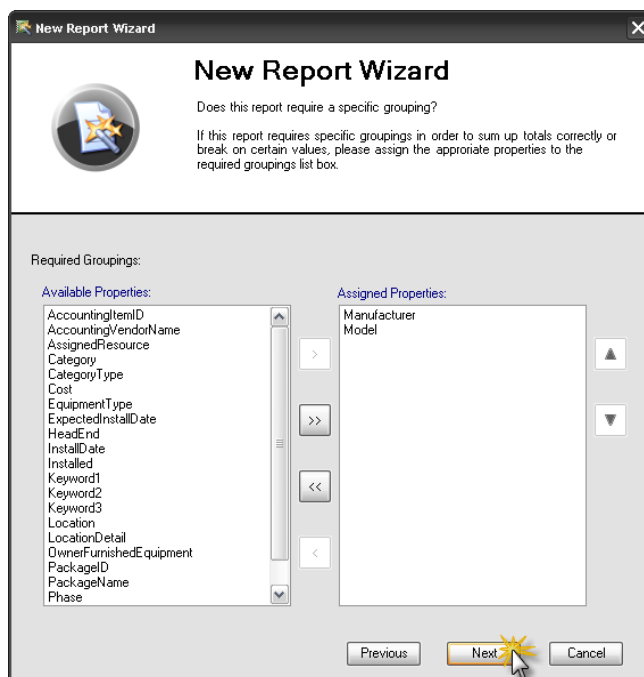 New Report Wizard
New Report Wizard
Does this report require a specific grouping?
If this report requires specific groupings in order to sum up totals correctly or
break on certain values, please assign the approriate properties to the
required groupings list box.
Required Groupings:
Available Properties:
AccountingItemID
AccountingVendorName
AssignedResource
Category
CategoryType
Cost
EquipmentType
ExpectedInstallDate
HeadEnd
InstallDate
Installed
Keyword1
Keyword2
Keyword3
Location
LocationDetail
OwnerFurnishedEquipment
PackageID
PackageName
Phase
>
>>
<<
<
Assigned Properties:
Manufacturer
Model
Previous
Next
Cancel